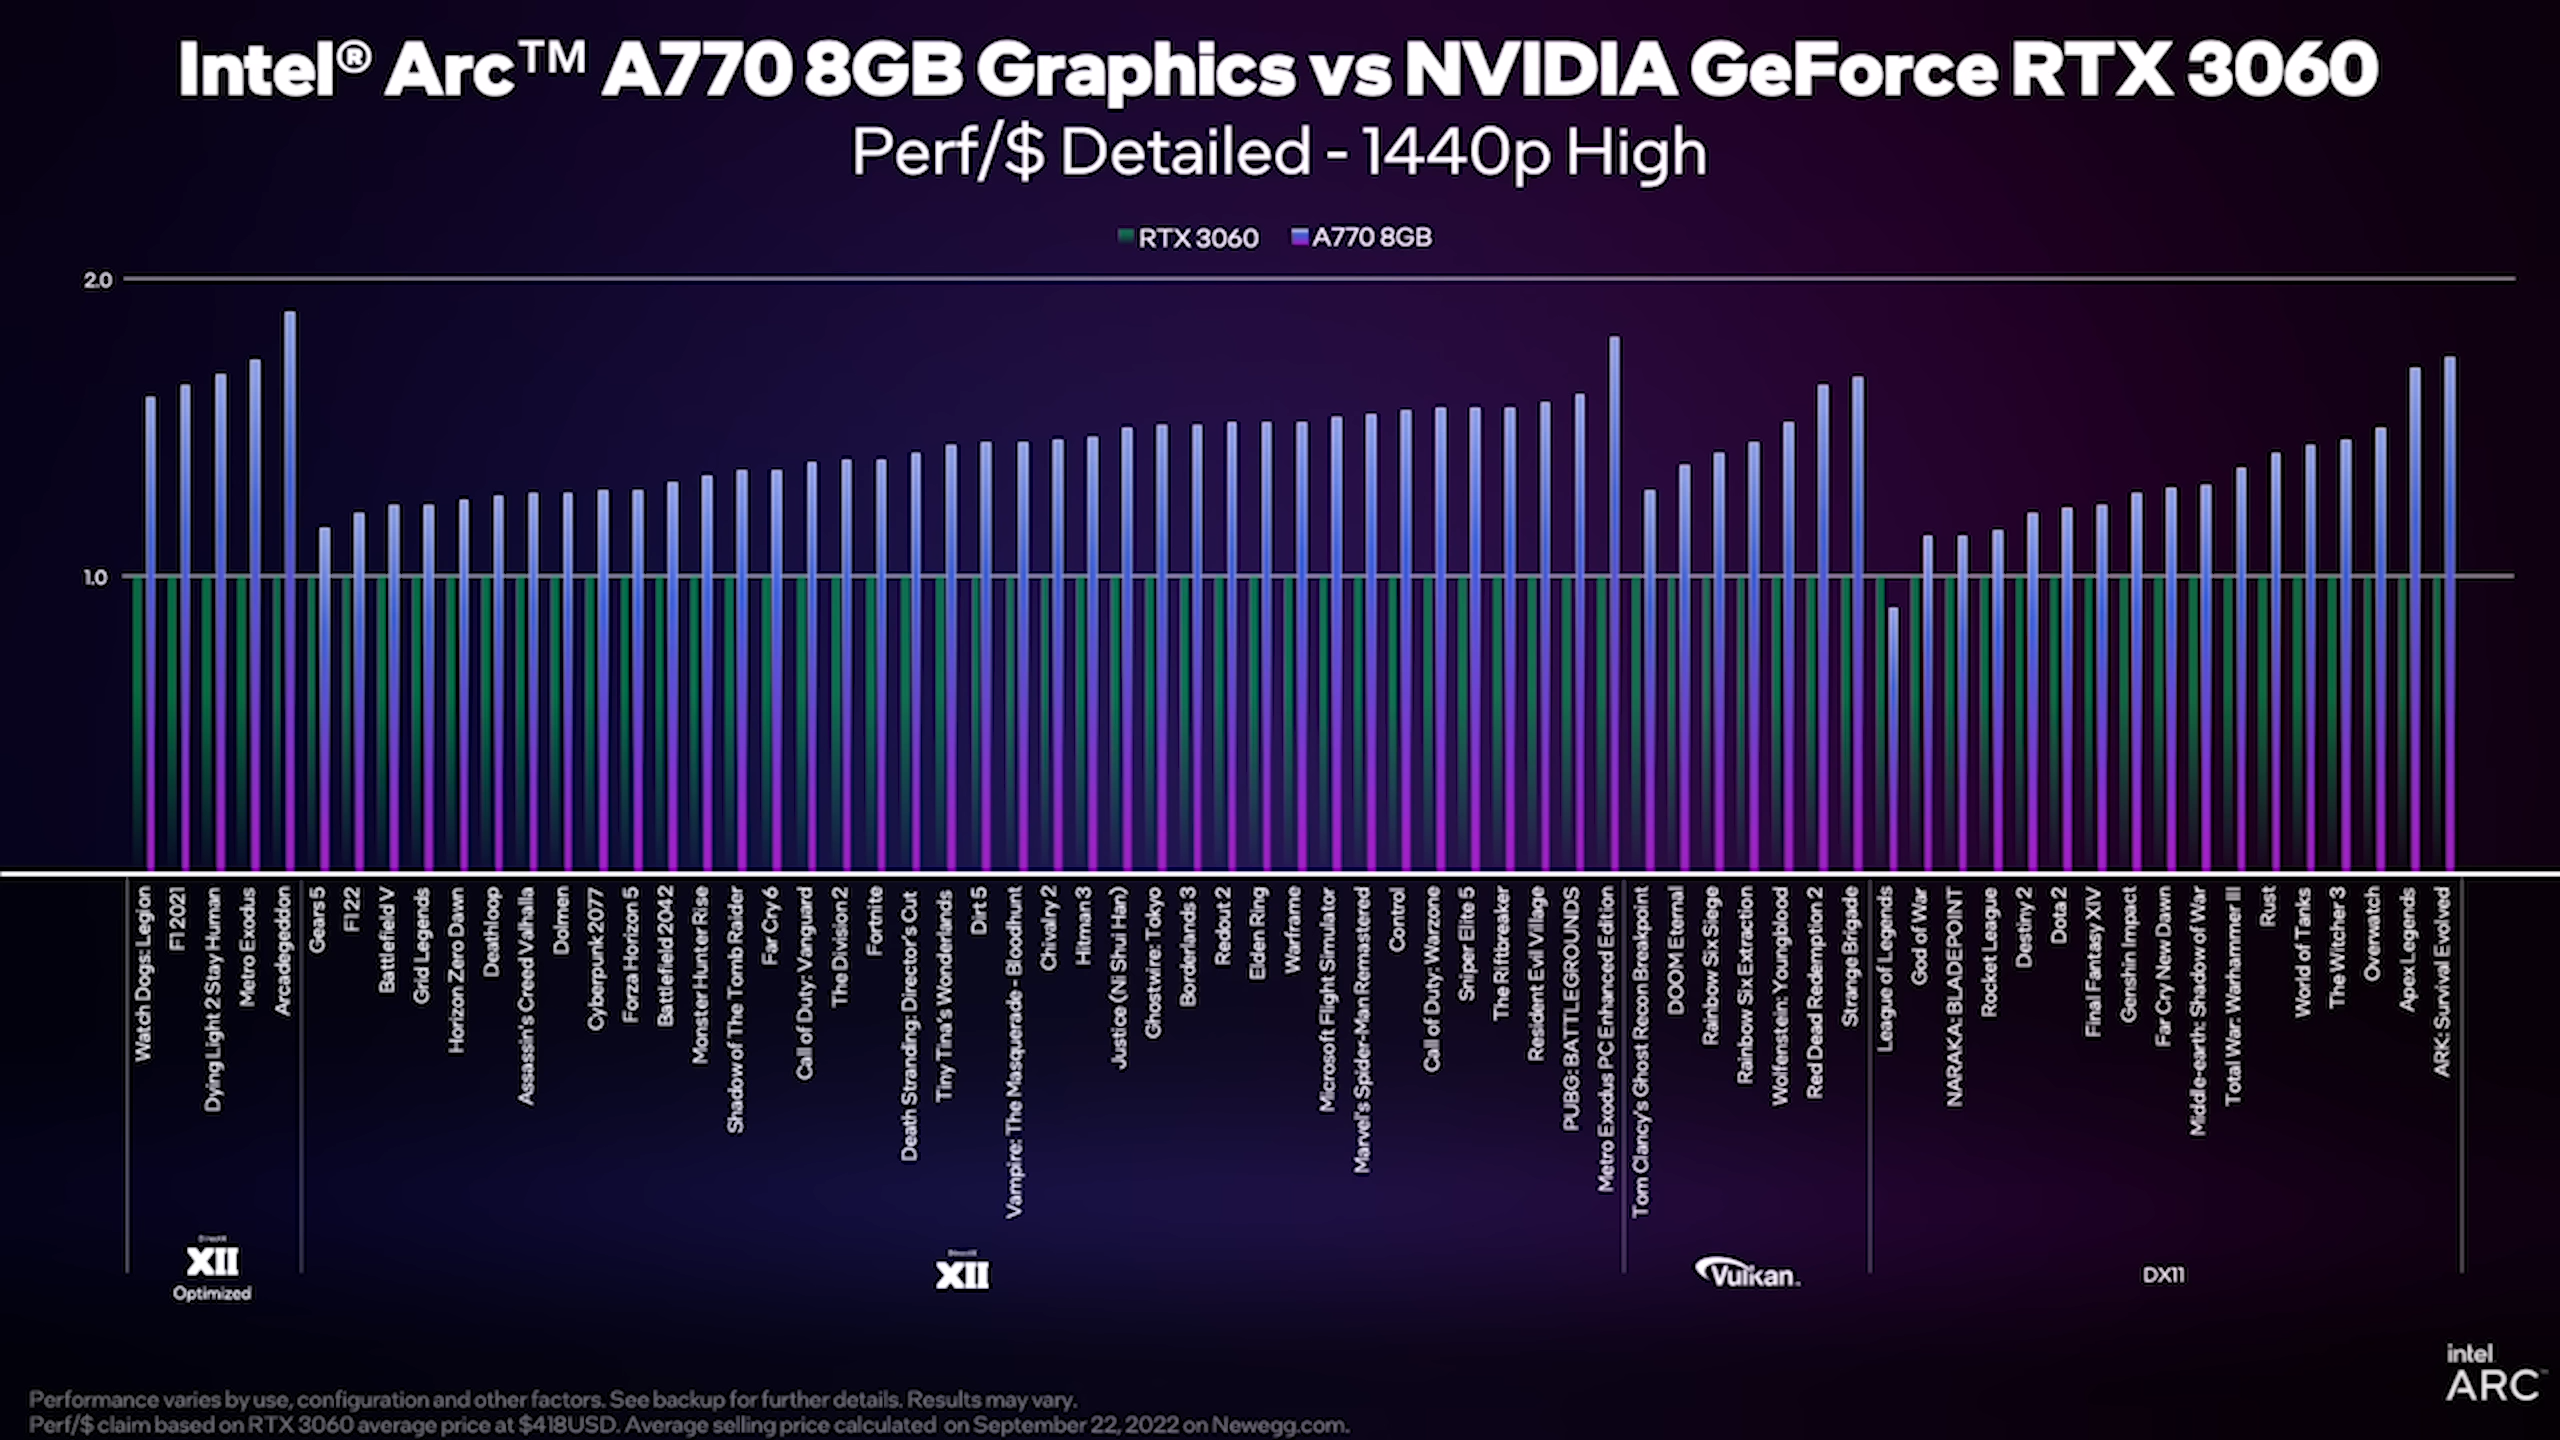 Intel® Arc™ A770 8GB Graphics vs NVIDIA GeForce RTX 3060
Perf/$ Detailed - 1440p High
RTX 3060
A770 8GB
2.0
1.0
Watch Dogs: Legion
F1 2021
Dying Light 2 Stay Human
Metro Exodus
Arcadegeddon
Gears 5
F1 22
Battlefield V
Grid Legends
Horizon Zero Dawn
Deathloop
Assassin's Creed Valhalla
Dolmen
Cyberpunk 2077
Forza Horizon 5
Battlefield 2042
Monster Hunter Rise
Shadow of The Tomb Raider
Far Cry 6
Call of Duty: Vanguard
The Division 2
Fortnite
Death Stranding: Director's Cut
Tiny Tina's Wonderlands
Dirt 5
Vampire: The Masquerade - Bloodhunt
Chivalry 2
Hitman 3
Justice (Ni Shui Han)
Ghostwire: Tokyo
Borderlands 3
Redout 2
Elden Ring
Warframe
Microsoft Flight Simulator
Marvel's Spider-Man Remastered
Control
Call of Duty: Warzone
Sniper Elite 5
The Riftbreaker
Resident Evil Village
PUBG: BATTLEGROUNDS
Metro Exodus PC Enhanced Edition
Tom Clancy's Ghost Recon Breakpoint
DOOM Eternal
Rainbow Six Siege
Rainbow Six Extraction
Wolfenstein: Youngblood
Red Dead Redemption 2
Strange Brigade
League of Legends
God of War
NARAKA: BLADEPOINT
Rocket League
Destiny 2
Dota 2
Final Fantasy XIV
Genshin Impact
Far Cry New Dawn
Middle-earth: Shadow of War
Total War: Warhammer III
Rust
World of Tanks
The Witcher 3
Overwatch
Apex Legends
ARK: Survival Evolved
DirectX
XII
Optimized
DirectX
XII
Vulkan.
DX11
intel
ARC™
Performance varies by use, configuration and other factors. See backup for further details. Results may vary.
Perf/$ claim based on RTX 3060 average price at $418USD. Average selling price calculated on September 22, 2022 on Newegg.com.